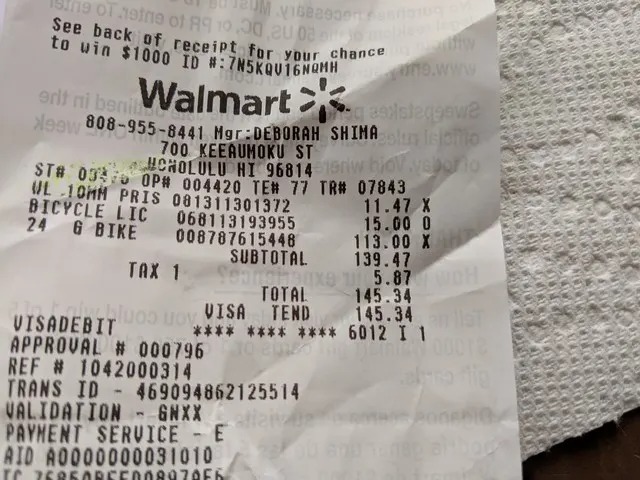 See back of receipt for your chance
to win $1000 ID #:7N5KQV16NQMH
Walmart
808-955-8441 Mgr:DEBORAH SHIMA
700 KEEAUMOKU ST
HONOLULU HI 96814
ST# OP# 004420 TE# 77 TR# 07843
WL .10MM PRIS 081311301372 11.47 X
BICYCLE LIC 068113193955 15.00 O
24 G BIKE 008787615448 113.00 X
SUBTOTAL 139.47
TAX 1 5.87
TOTAL 145.34
VISA TEND 145.34
VISADEBIT **** **** **** 6012 I 1
APPROVAL # 000796
REF # 1042000314
TRANS ID - 469094862125514
VALIDATION - GNXX
PAYMENT SERVICE - E
AID A0000000031010